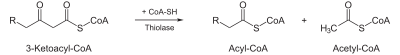 R O O S CoA
+ CoA-SH
Thiolase
R O S CoA
+
H₃C O S CoA
3-Ketoacyl-CoA
Acyl-CoA
Acetyl-CoA